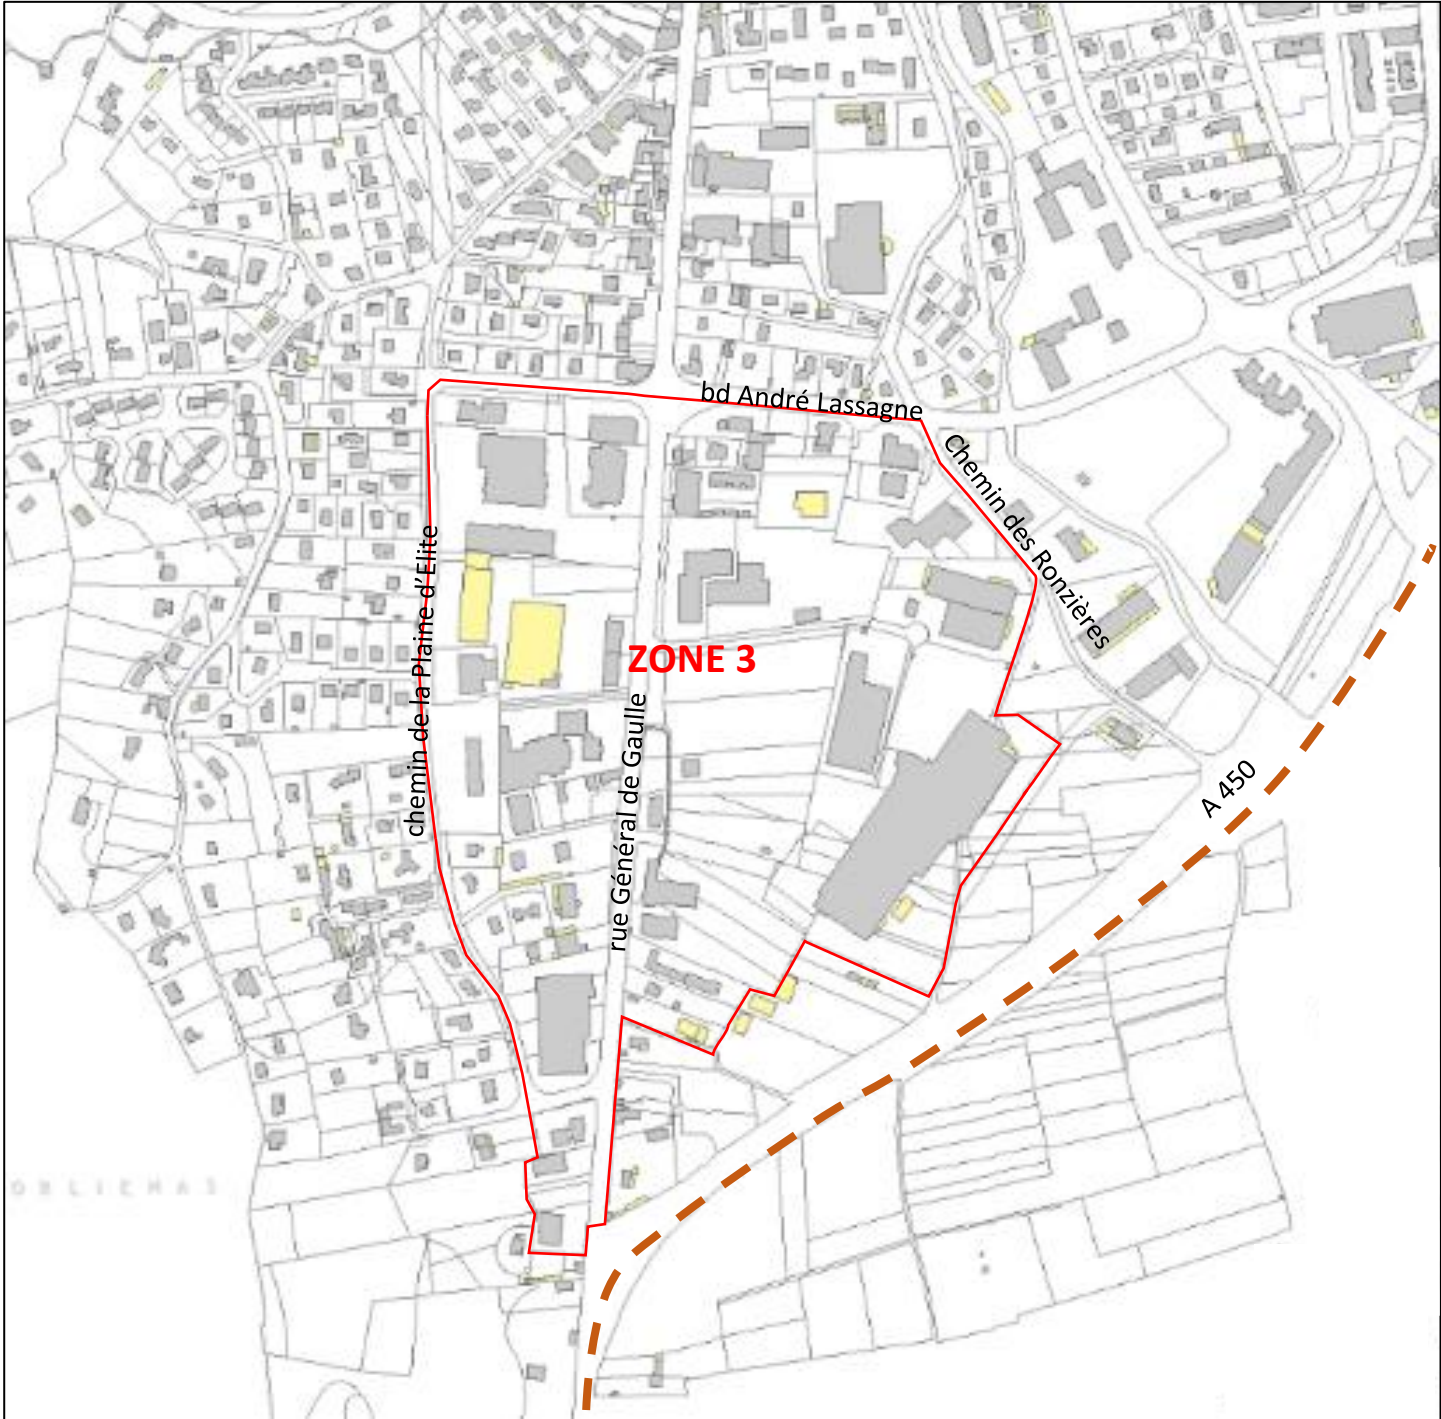 bd André Lassagne
Chemin des Ronzières
chemin de la Plaine d'Elite
ZONE 3
rue Général de Gaulle
A 450